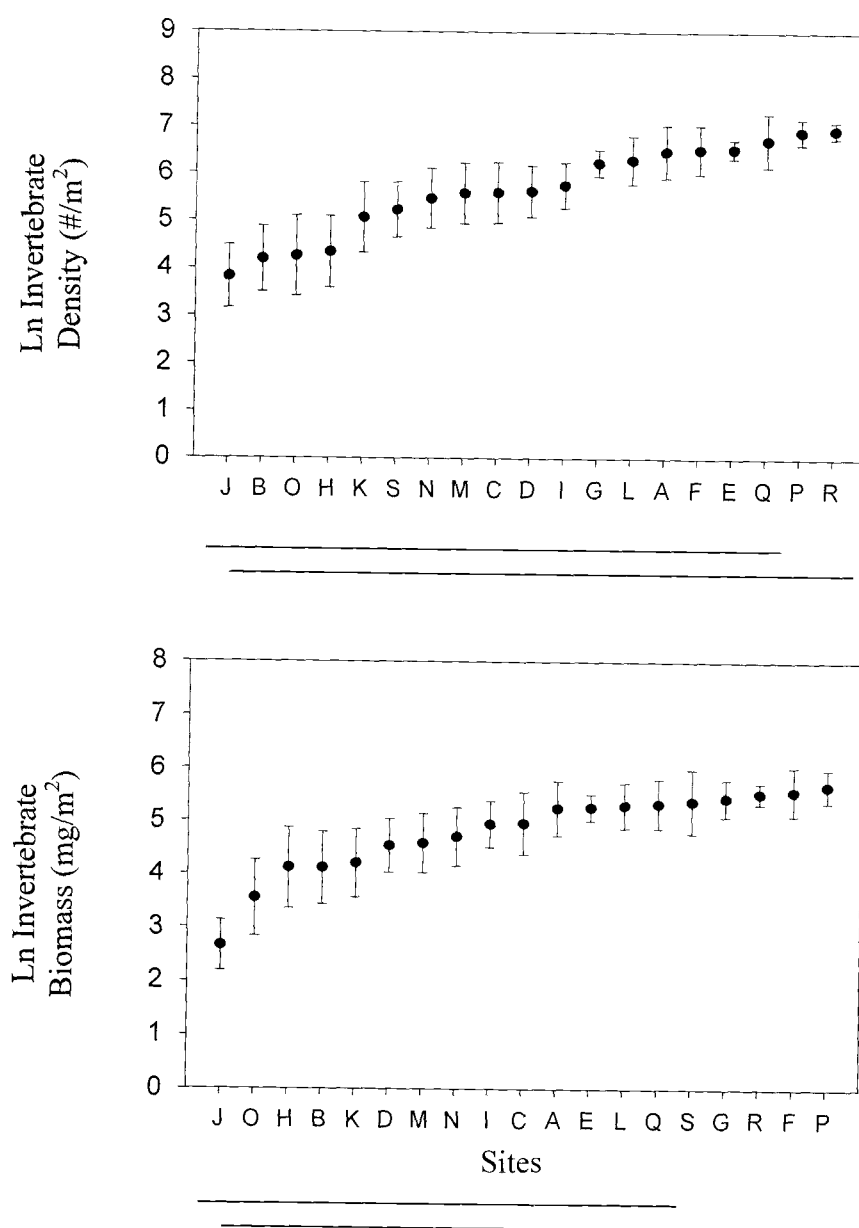 Ln Invertebrate
Density (#/m²)
9
8
7
6
5
4
3
2
1
0
J B O H K S N M C D I G L A F E Q P R
Ln Invertebrate
Biomass (mg/m²)
8
7
6
5
4
3
2
1
0
J O H B K D M N I C A E L Q S G R F P
Sites